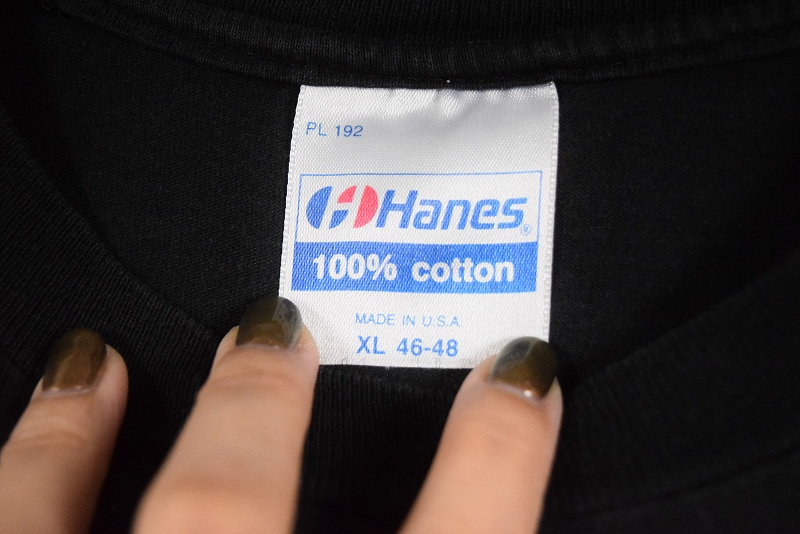 PL 192
Hanes®
100% cotton
MADE IN U.S.A
XL 46-48